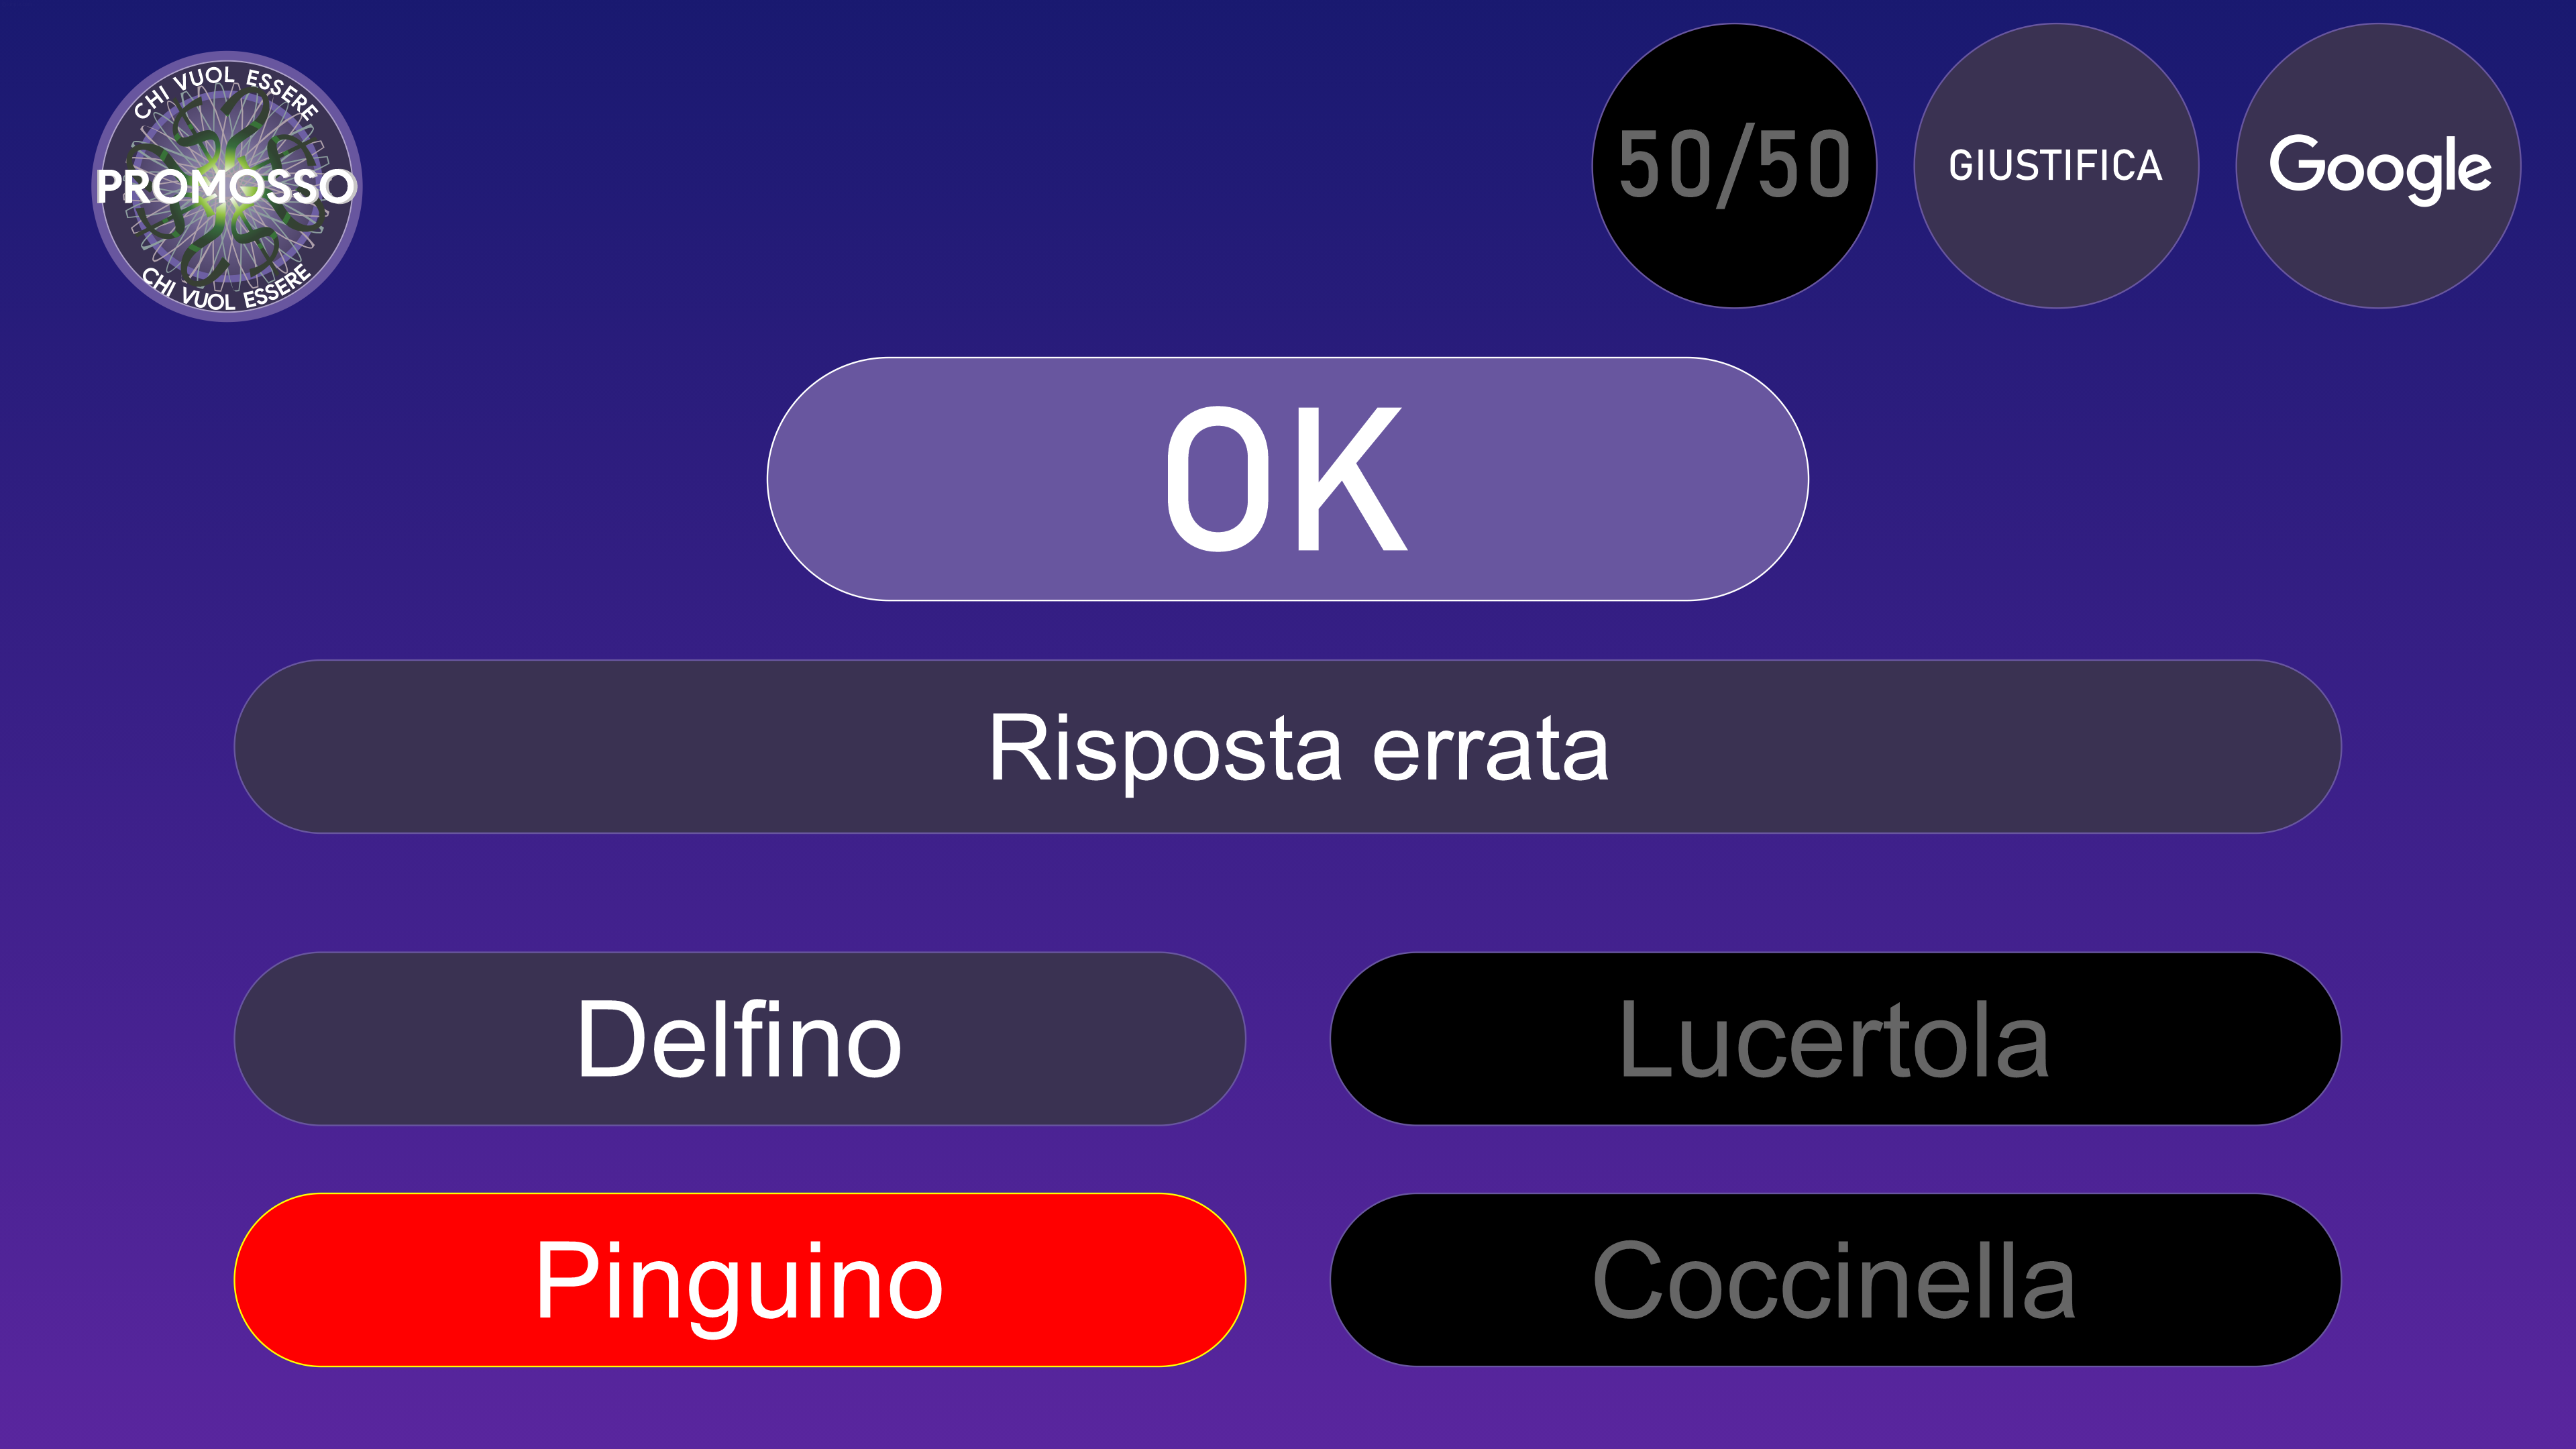 CHI VUOL ESSERE
PROMOSSO
CHI VUOL ESSERE
50/50
GIUSTIFICA
Google
OK
Risposta errata
Delfino
Lucertola
Pinguino
Coccinella